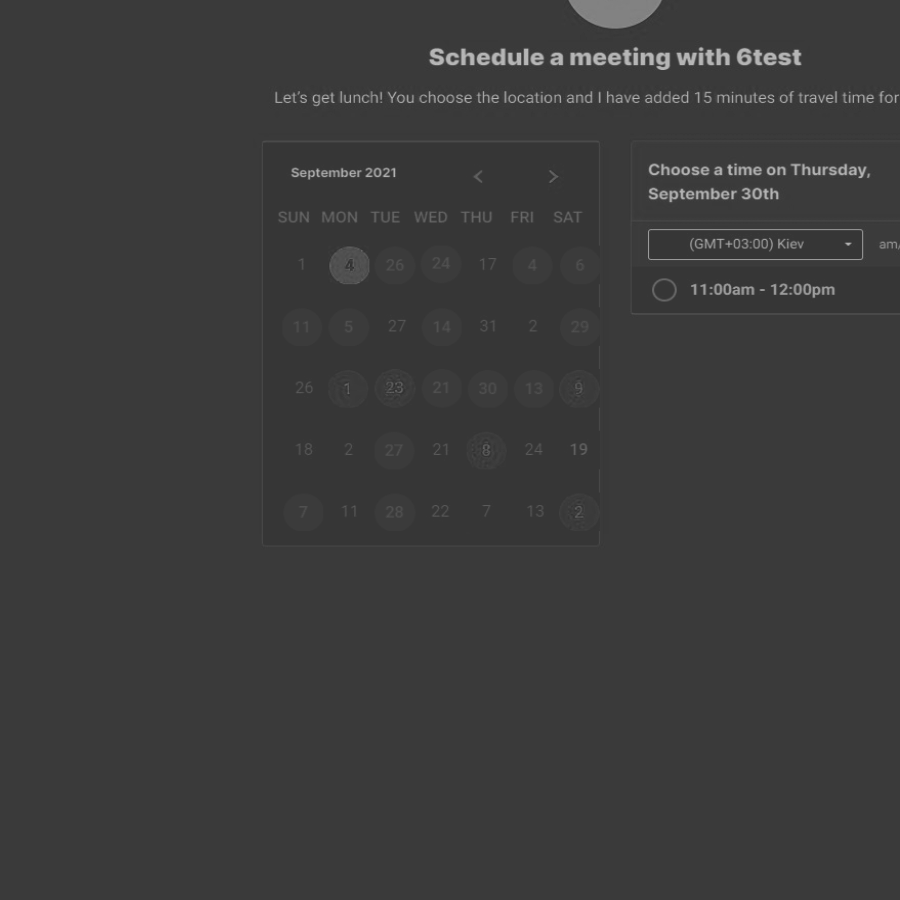 Schedule a meeting with 6test
Let's get lunch! You choose the location and I have added 15 minutes of travel time for
September 2021
SUN MON TUE WED THU FRI SAT
1 4 26 24 17 4 6
11 5 27 14 31 2 29
26 1 23 21 30 13 9
18 2 27 21 8 24 19
7 11 28 22 7 13 2
Choose a time on Thursday,
September 30th
(GMT+03:00) Kiev am/
11:00am - 12:00pm